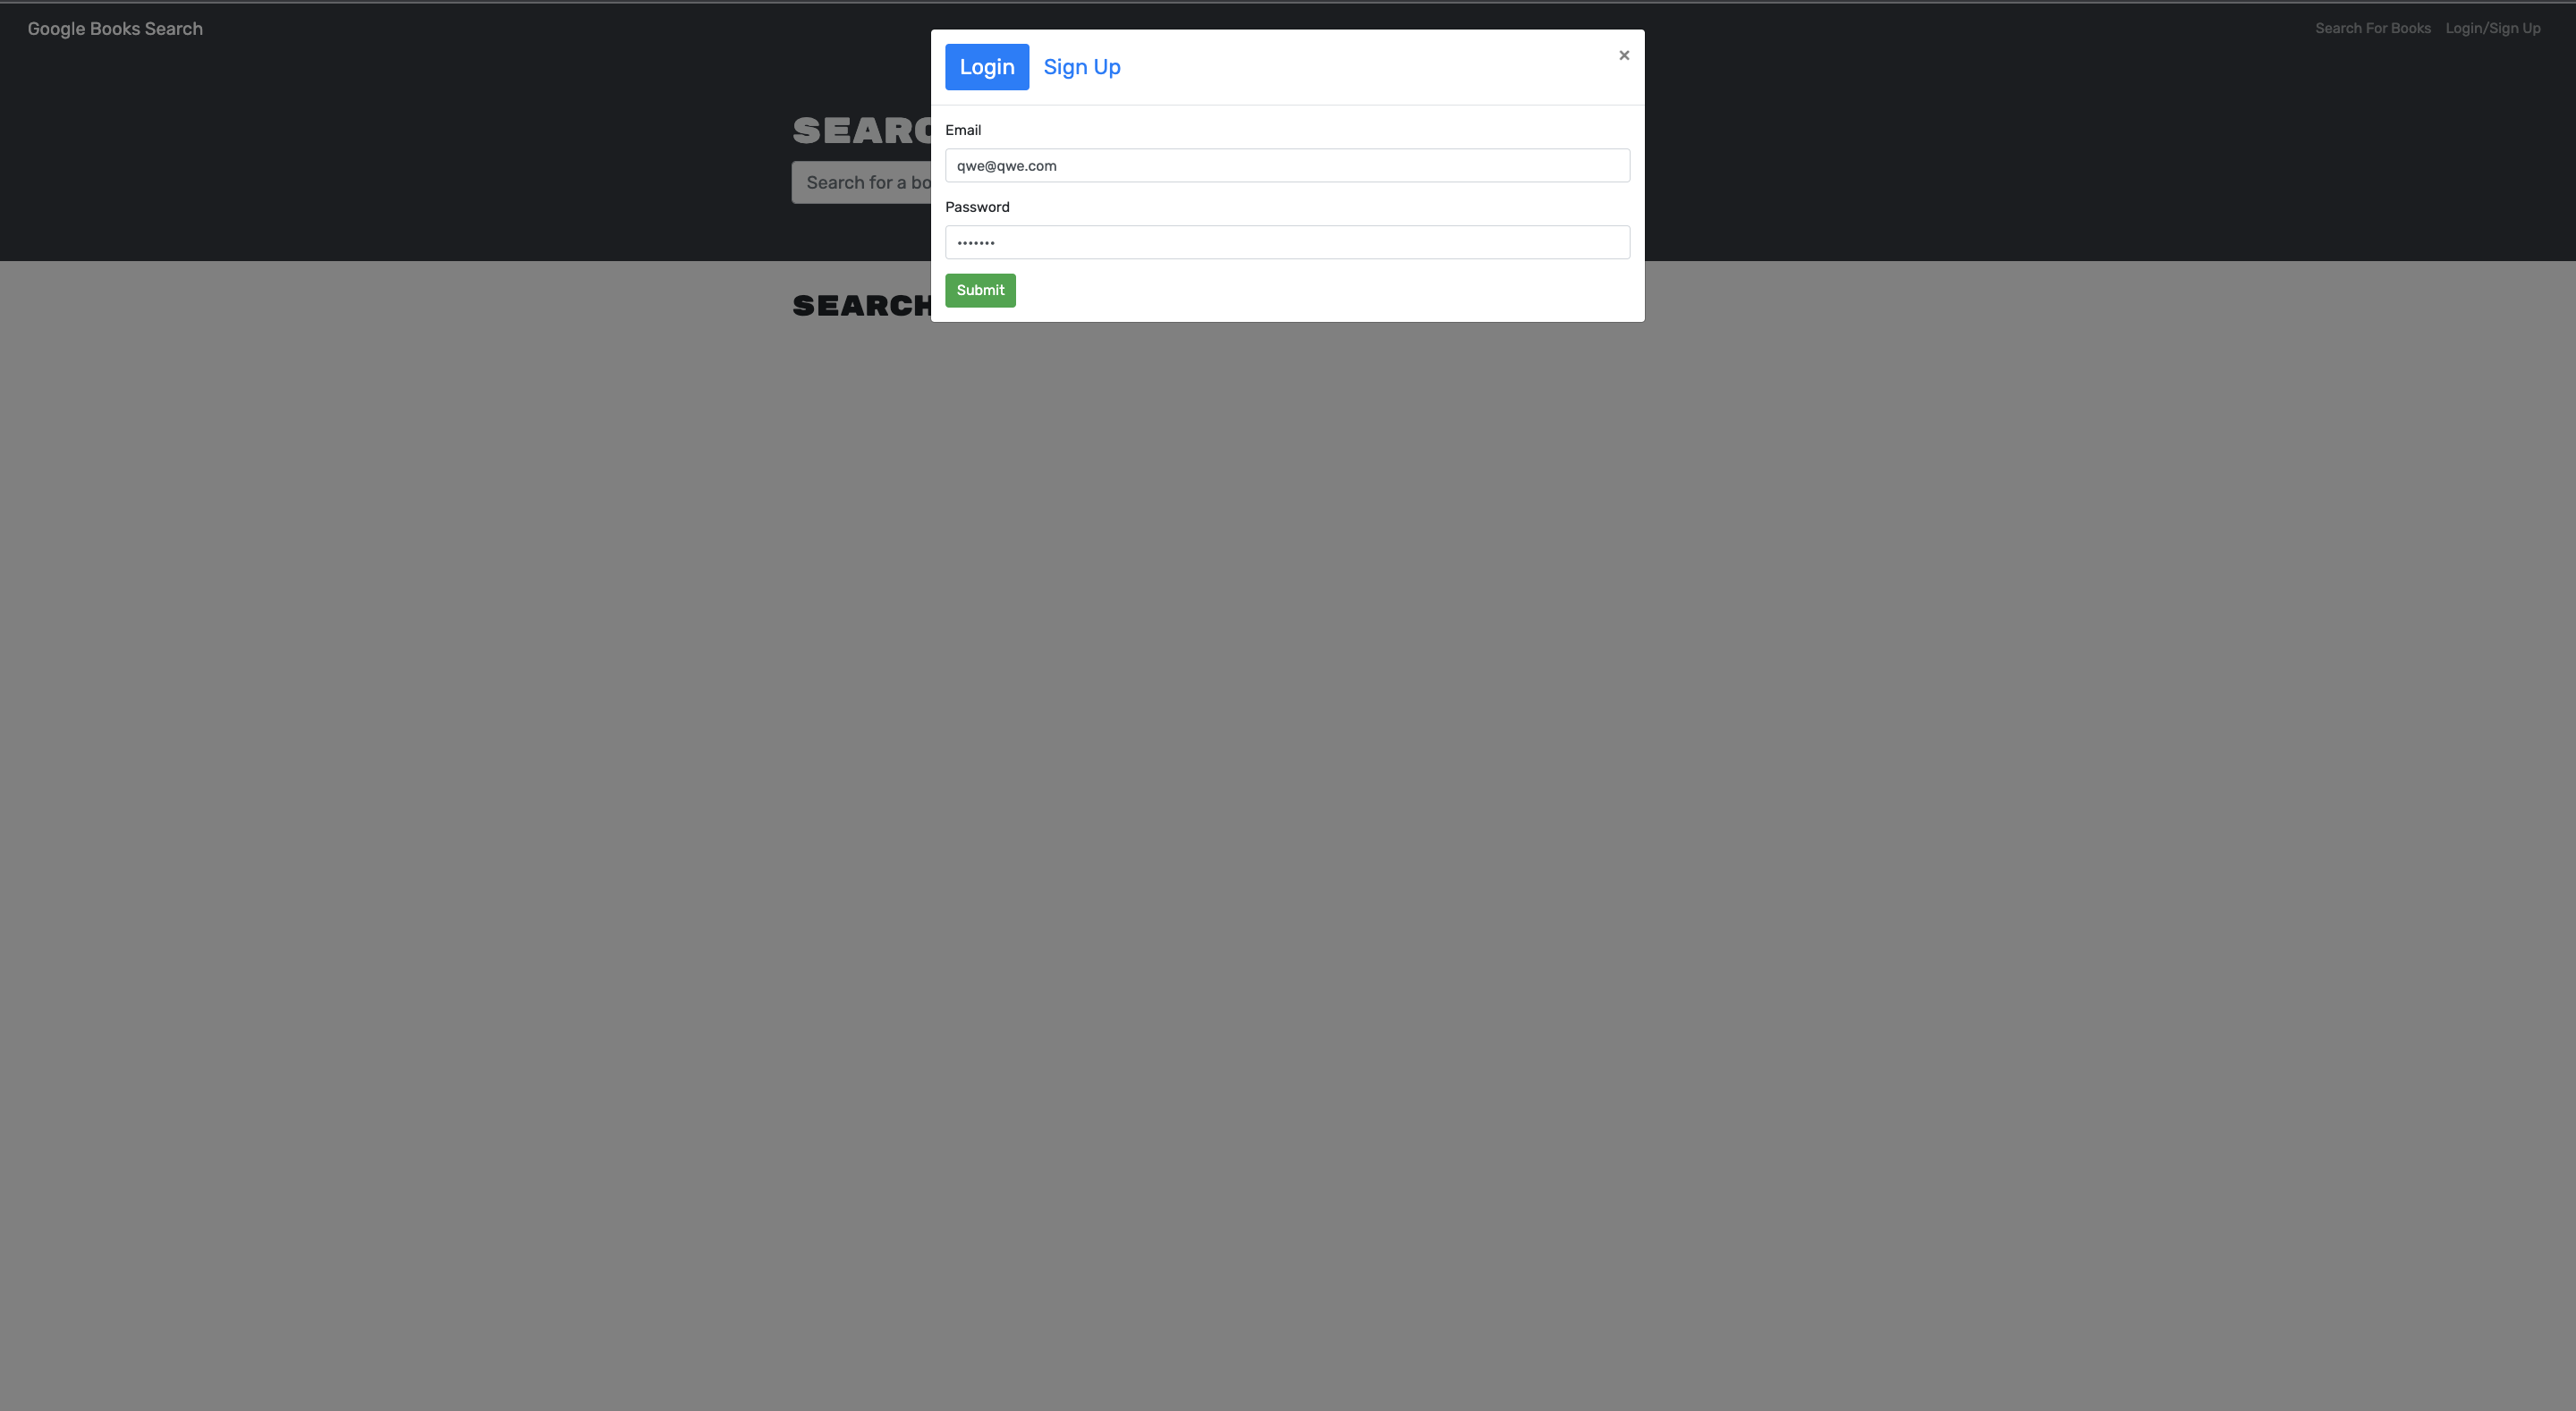 Google Books Search
Search For Books Login/Sign Up
Login Sign Up ×
Email
qwe@qwe.com
Password
•••••••
Submit
SEARC
Search for a bo
SEARCH